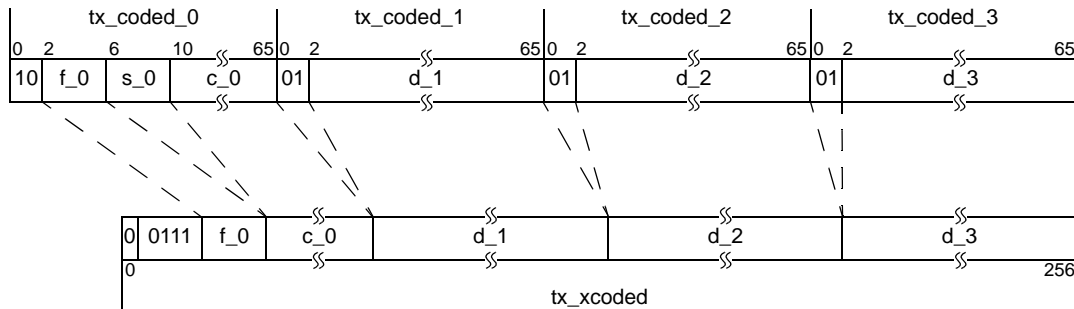 tx_coded_0 tx_coded_1 tx_coded_2 tx_coded_3
0 2 6 10 65 0 2 65 0 2 65 0 2 65
10 f_0 s_0 c_0 01 d_1 01 d_2 01 d_3
0 0111 f_0 c_0 d_1 d_2 d_3
0 256
tx_xcoded